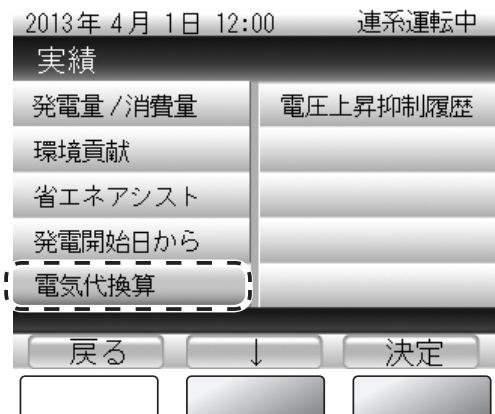 2013年 4月 1日 12:00 連系運転中
実績
発電量/消費量 電圧上昇抑制履歴
環境貢献
省エネアシスト
発電開始日から
電気代換算
戻る ↓ 決定